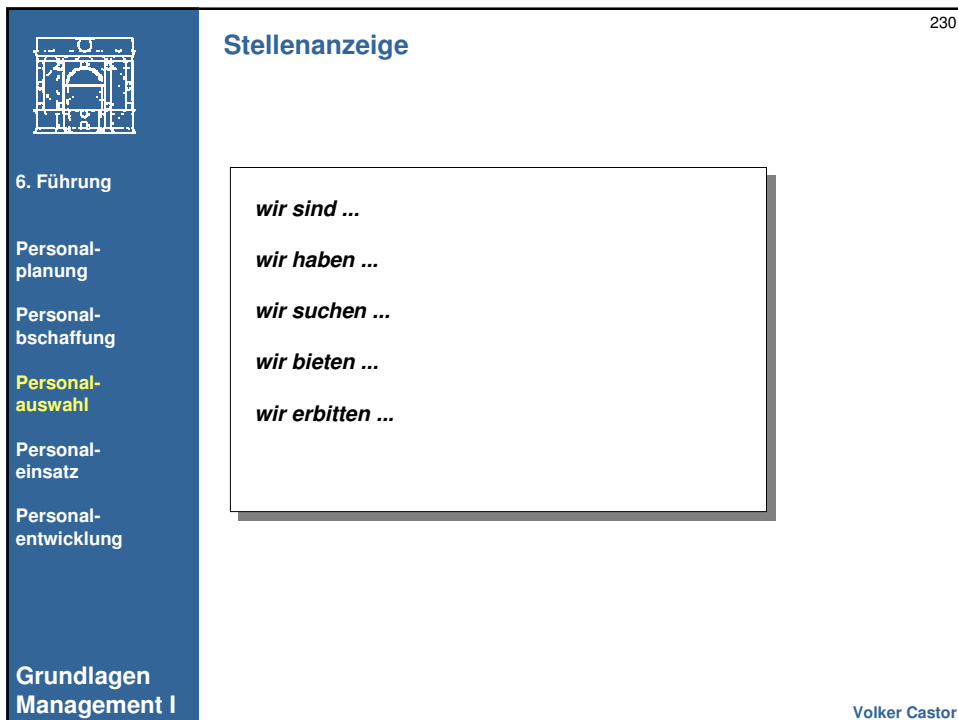 230
Stellenanzeige
6. Führung
Personal-
planung
Personal-
bschaffung
Personal-
auswahl
Personal-
einsatz
Personal-
entwicklung
wir sind ...
wir haben ...
wir suchen ...
wir bieten ...
wir erbitten ...
Grundlagen
Management I
Volker Castor